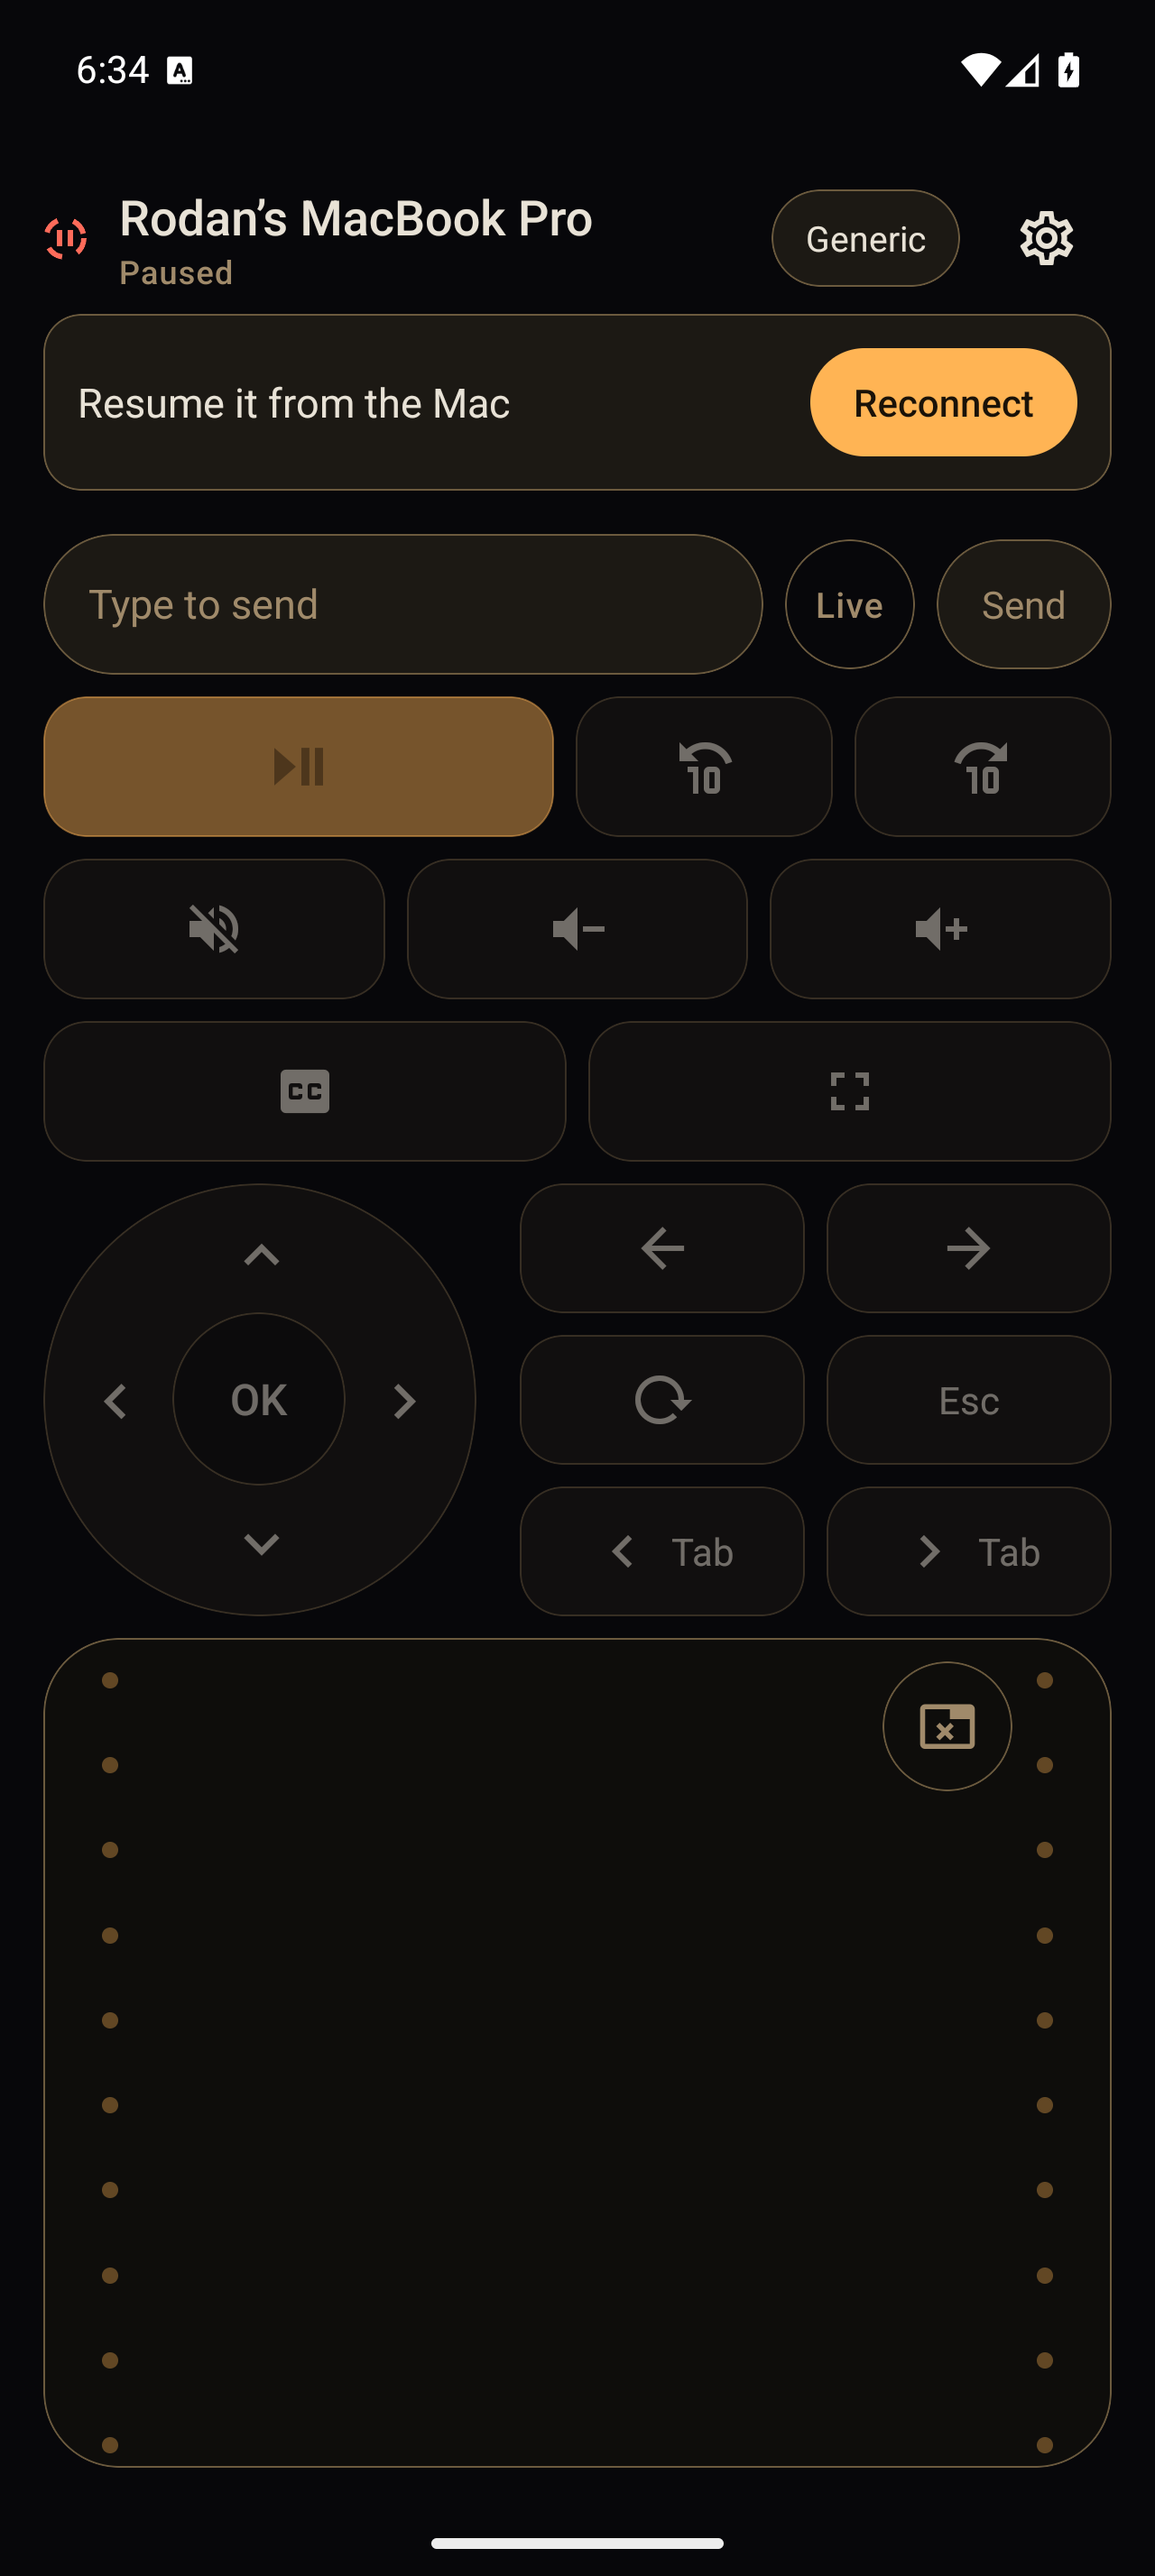 6:34
Rodan’s MacBook Pro
Paused
Generic
Resume it from the Mac
Reconnect
Type to send
Live
Send
10
10
CC
OK
Esc
Tab
Tab